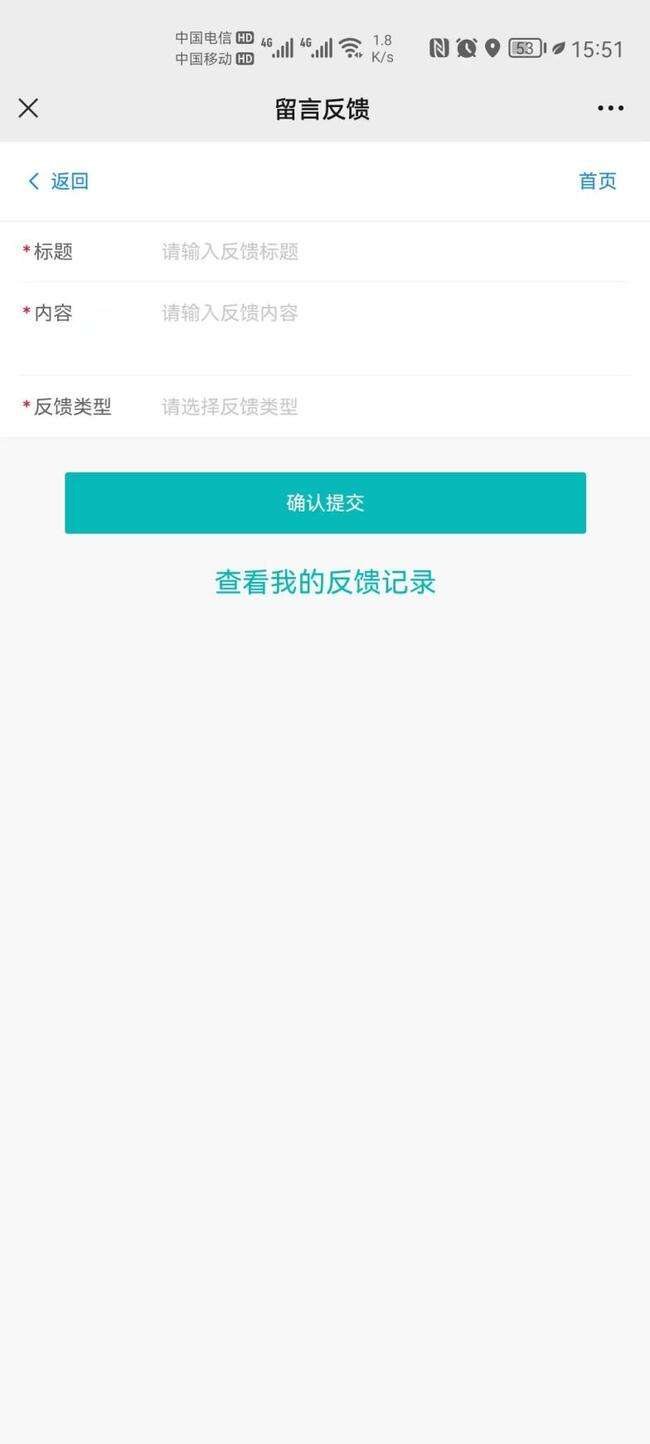 中国电信 HD 4G 4G 1.8 53 15:51
中国移动 HD K/s
留言反馈
返回 首页
*标题 请输入反馈标题
*内容 请输入反馈内容
*反馈类型 请选择反馈类型
确认提交
查看我的反馈记录